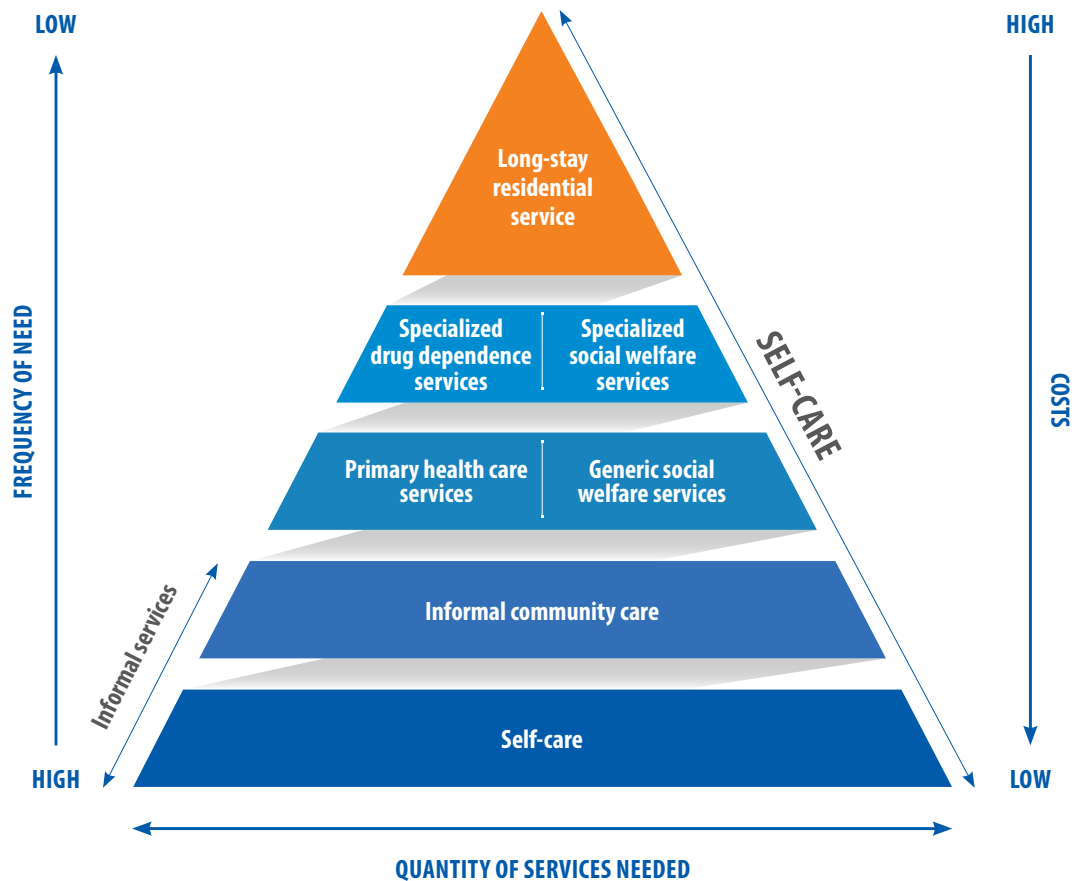 LOW
HIGH
Long-stay
residential
service
FREQUENCY OF NEED
Specialized
drug dependence
services
Specialized
social welfare
services
SELF-CARE
COSTS
Primary health care
services
Generic social
welfare services
Informal services
Informal community care
Self-care
HIGH
LOW
QUANTITY OF SERVICES NEEDED